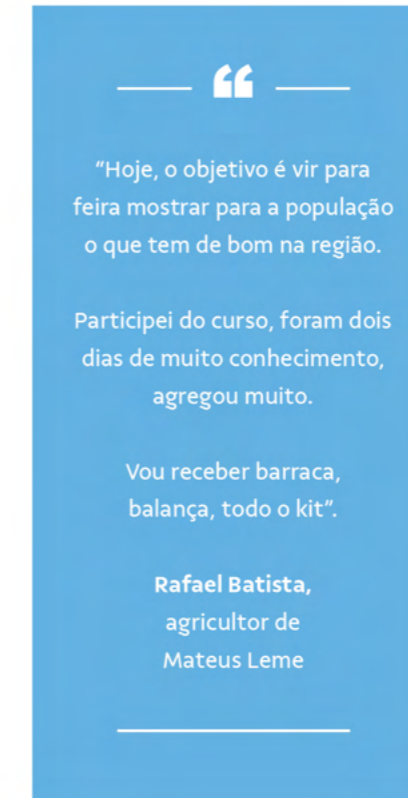 “
“Hoje, o objetivo é vir para
feira mostrar para a população
o que tem de bom na região.
Participei do curso, foram dois
dias de muito conhecimento,
agregou muito.
Vou receber barraca,
balança, todo o kit”.
Rafael Batista,
agricultor de
Mateus Leme